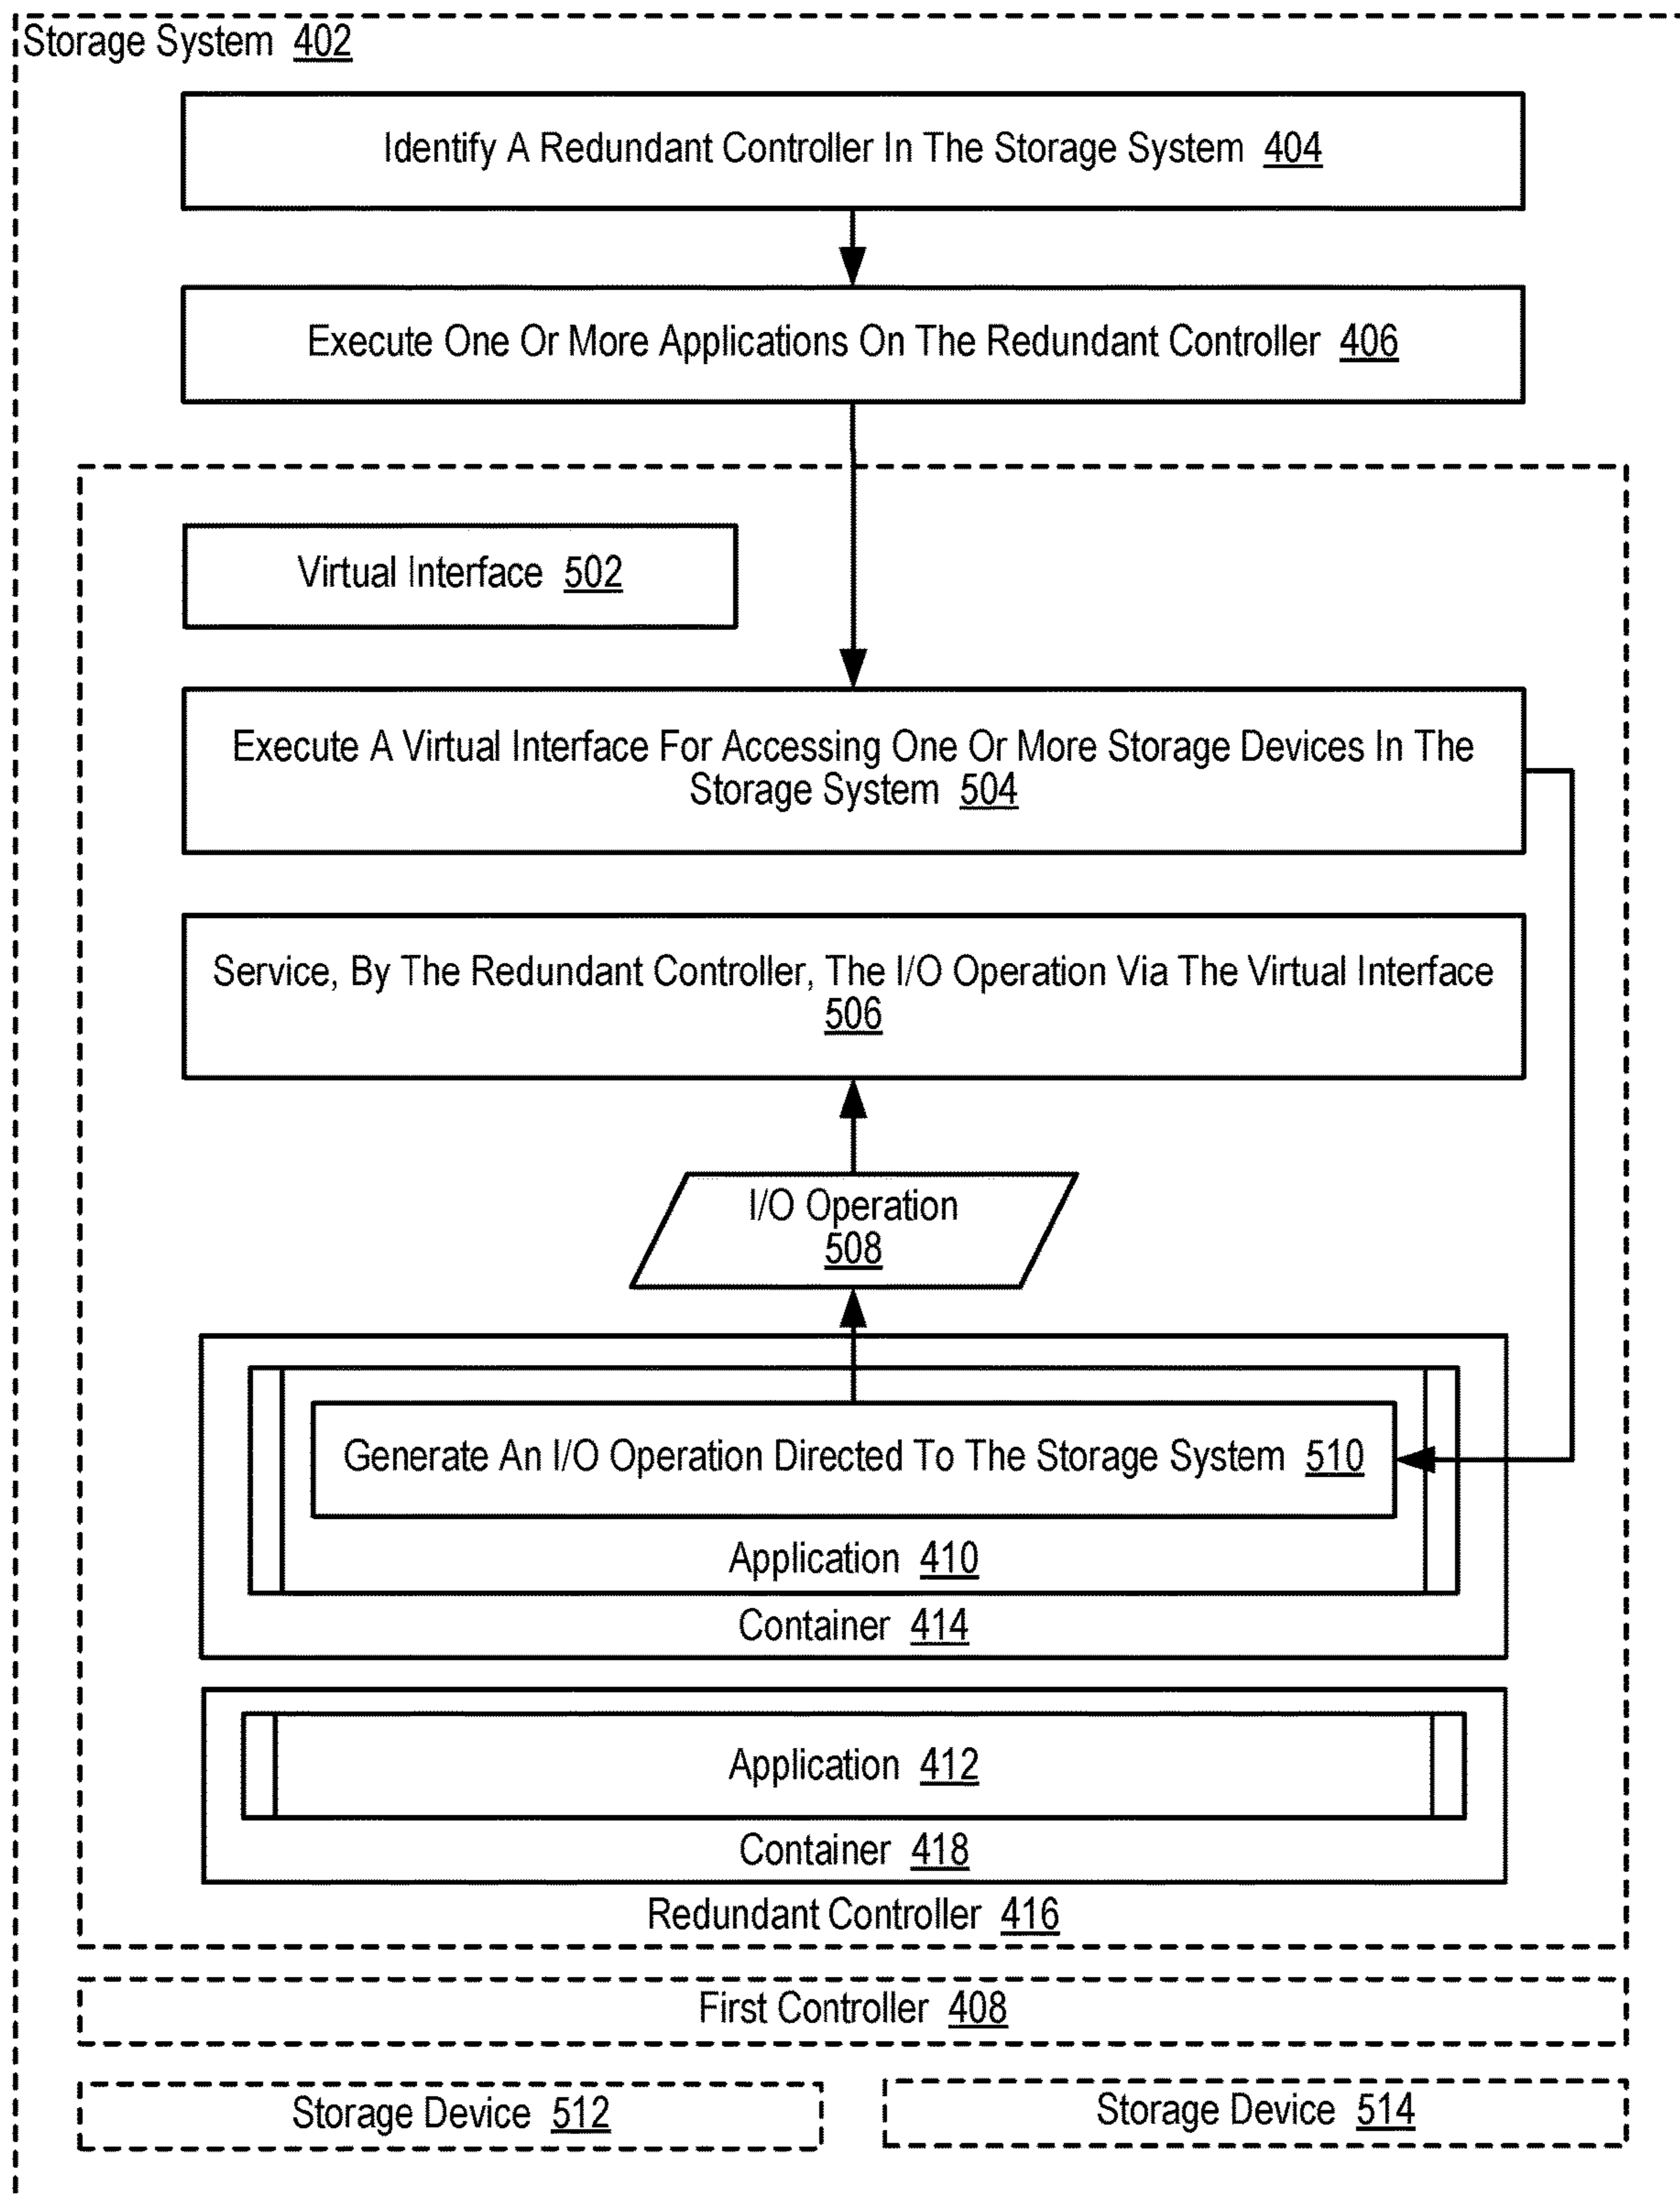 Storage System 402
Identify A Redundant Controller In The Storage System 404
Execute One Or More Applications On The Redundant Controller 406
Virtual Interface 502
Execute A Virtual Interface For Accessing One Or More Storage Devices In The
Storage System 504
Service, By The Redundant Controller, The I/O Operation Via The Virtual Interface
506
I/O Operation
508
Generate An I/O Operation Directed To The Storage System 510
Application 410
Container 414
Application 412
Container 418
Redundant Controller 416
First Controller 408
Storage Device 512
Storage Device 514